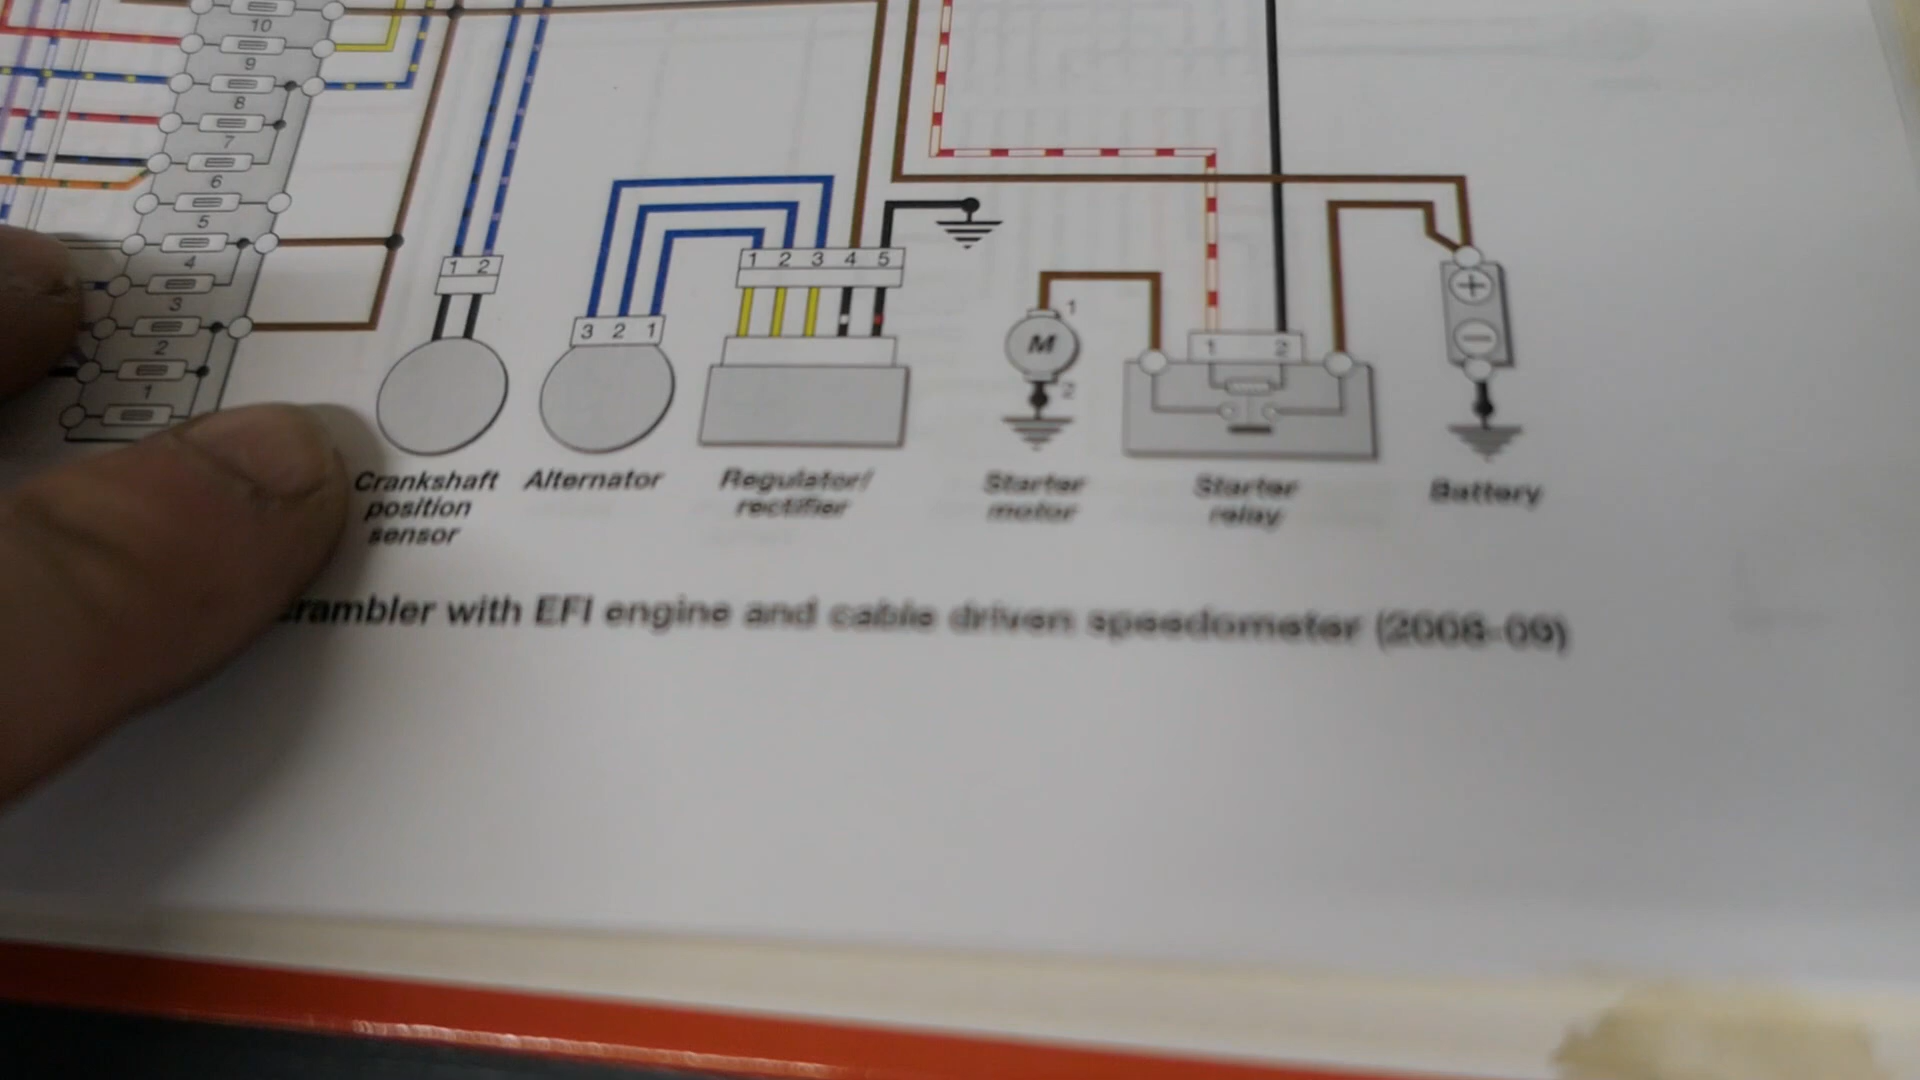 10
9
8
7
6
5
4
3
2
1
1 2
3 2 1
1 2 3 4 5
1
M
2
1 2
+
−
Crankshaft
position
sensor
Alternator
Regulator/
rectifier
Starter
motor
Starter
relay
Battery
rambler with EFI engine and cable driven speedometer (2008-09)